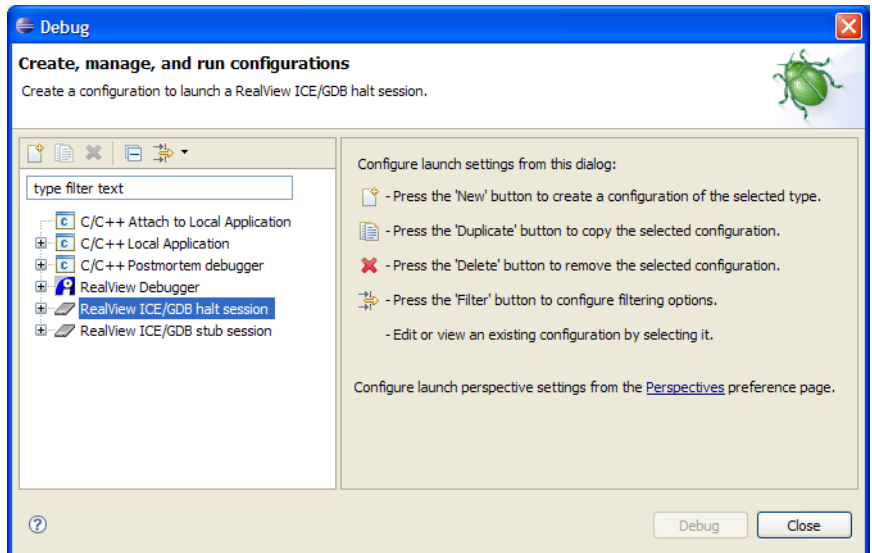 Debug
Create, manage, and run configurations
Create a configuration to launch a RealView ICE/GDB halt session.
type filter text
C/C++ Attach to Local Application
C/C++ Local Application
C/C++ Postmortem debugger
RealView Debugger
RealView ICE/GDB halt session
RealView ICE/GDB stub session
Configure launch settings from this dialog:
- Press the 'New' button to create a configuration of the selected type.
- Press the 'Duplicate' button to copy the selected configuration.
- Press the 'Delete' button to remove the selected configuration.
- Press the 'Filter' button to configure filtering options.
- Edit or view an existing configuration by selecting it.
Configure launch perspective settings from the Perspectives preference page.
Debug
Close